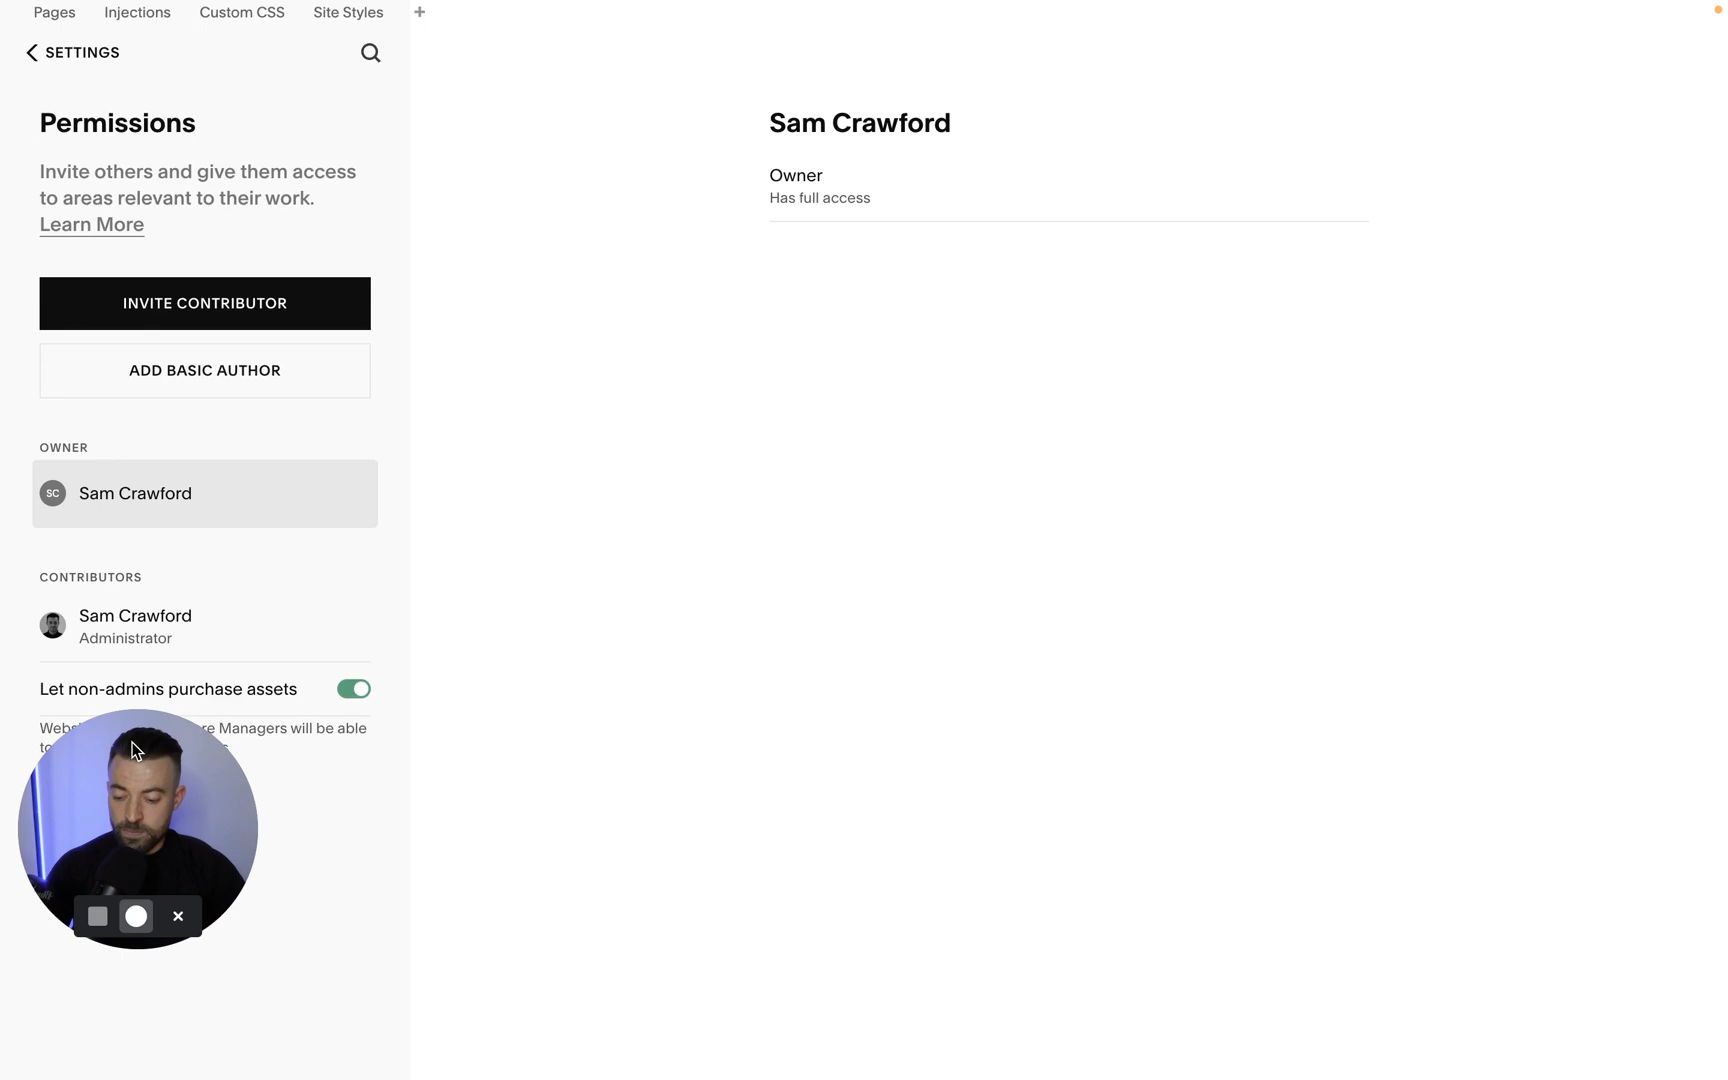 Pages Injections Custom CSS Site Styles +
SETTINGS
Permissions
Invite others and give them access
to areas relevant to their work.
Learn More
INVITE CONTRIBUTOR
ADD BASIC AUTHOR
OWNER
SC Sam Crawford
CONTRIBUTORS
Sam Crawford
Administrator
Let non-admins purchase assets
Managers will be able
Sam Crawford
Owner
Has full access